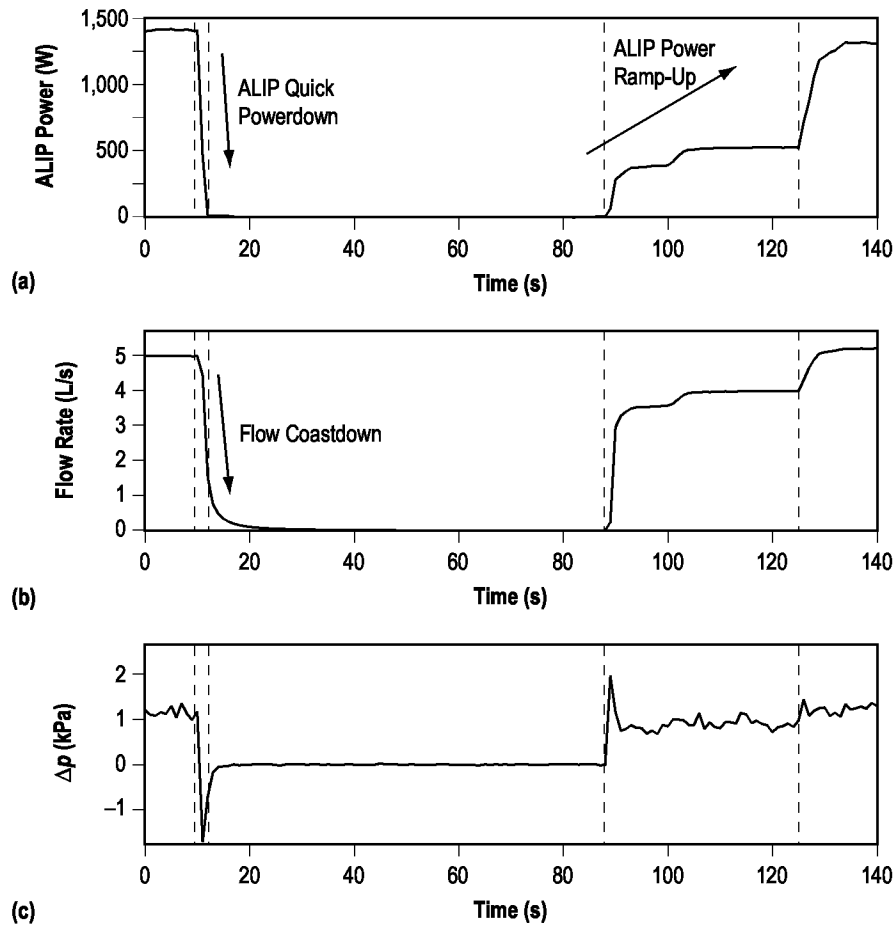 1,500
1,000
500
0
ALIP Power (W)
ALIP Quick
Powerdown
ALIP Power
Ramp-Up
0 20 40 60 80 100 120 140
Time (s)
(a)
5
4
3
2
1
0
Flow Rate (L/s)
Flow Coastdown
0 20 40 60 80 100 120 140
Time (s)
(b)
2
1
0
–1
Δp (kPa)
0 20 40 60 80 100 120 140
Time (s)
(c)